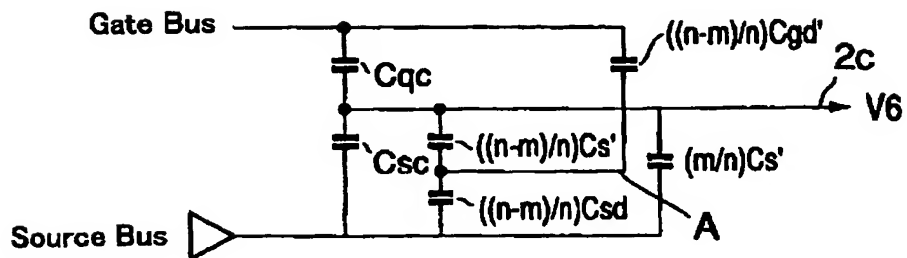 Gate Bus
((n-m)/n)Cgd'
Cqc
2c
V6
Csc
((n-m)/n)Cs'
(m/n)Cs'
((n-m)/n)Csd
A
Source Bus